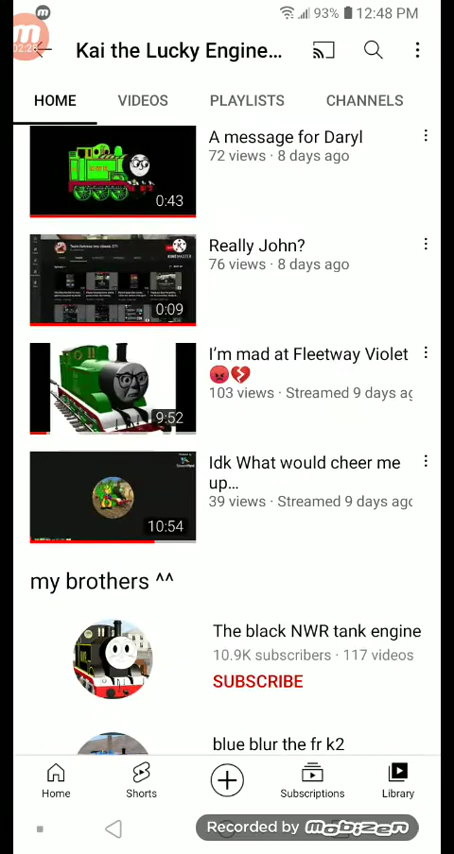 93% 12:48 PM
02:28
Kai the Lucky Engine...
HOME VIDEOS PLAYLISTS CHANNELS
A message for Daryl
72 views · 8 days ago
0:43
Really John?
76 views · 8 days ago
0:09
I'm mad at Fleetway Violet
😡💔
103 views · Streamed 9 days ag
9:52
Idk What would cheer me
up...
39 views · Streamed 9 days ago
10:54
my brothers ^^
The black NWR tank engine
10.9K subscribers · 117 videos
SUBSCRIBE
blue blur the fr k2
Home Shorts Subscriptions Library
Recorded by mobizen